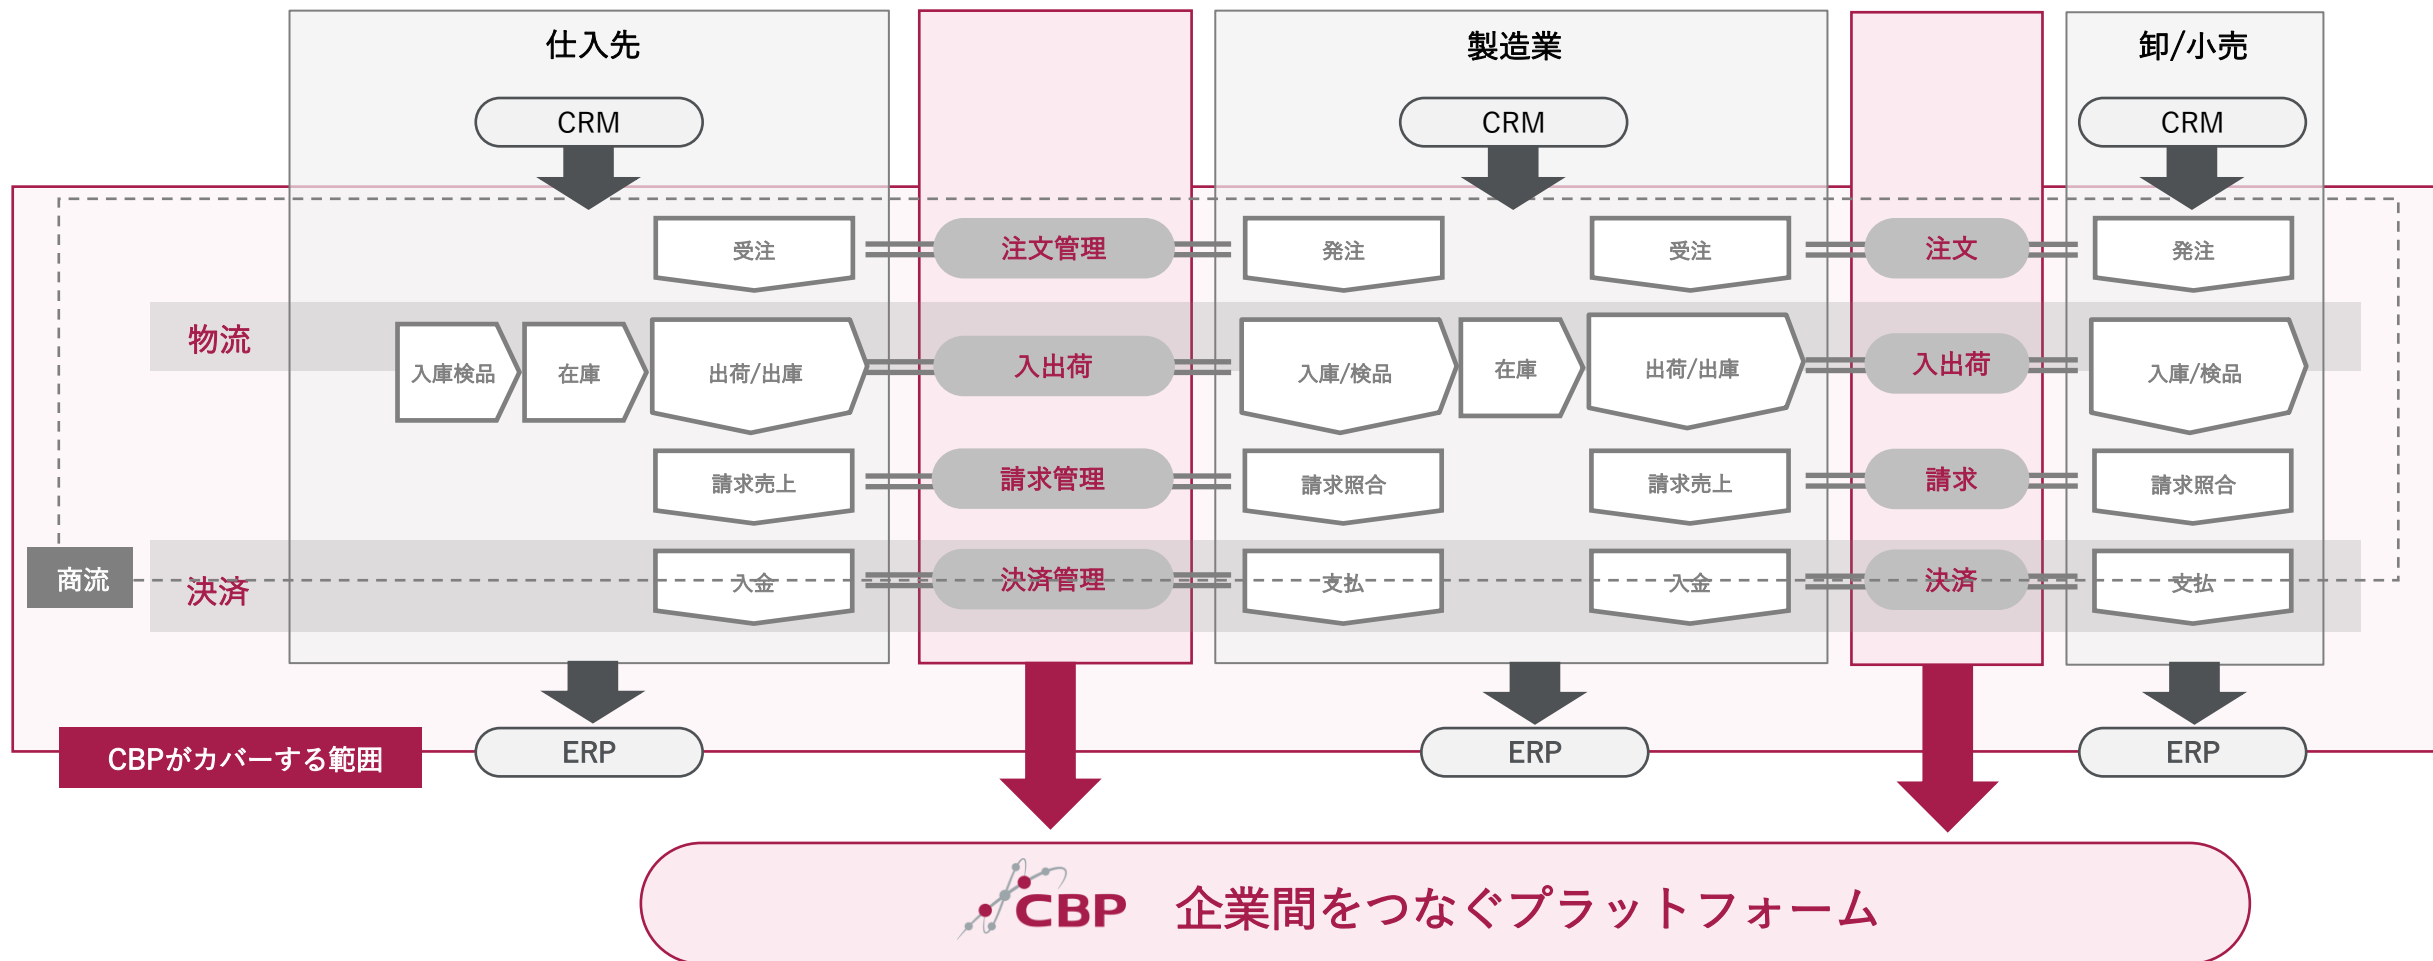 仕入先
製造業
卸/小売
CRM
CRM
CRM
受注
注文管理
発注
受注
注文
発注
物流
入庫検品
在庫
出荷/出庫
入出荷
入庫/検品
在庫
出荷/出庫
入出荷
入庫/検品
請求売上
請求管理
請求照合
請求売上
請求
請求照合
商流
決済
入金
決済管理
支払
入金
決済
支払
CBPがカバーする範囲
ERP
ERP
ERP
CBP 企業間をつなぐプラットフォーム